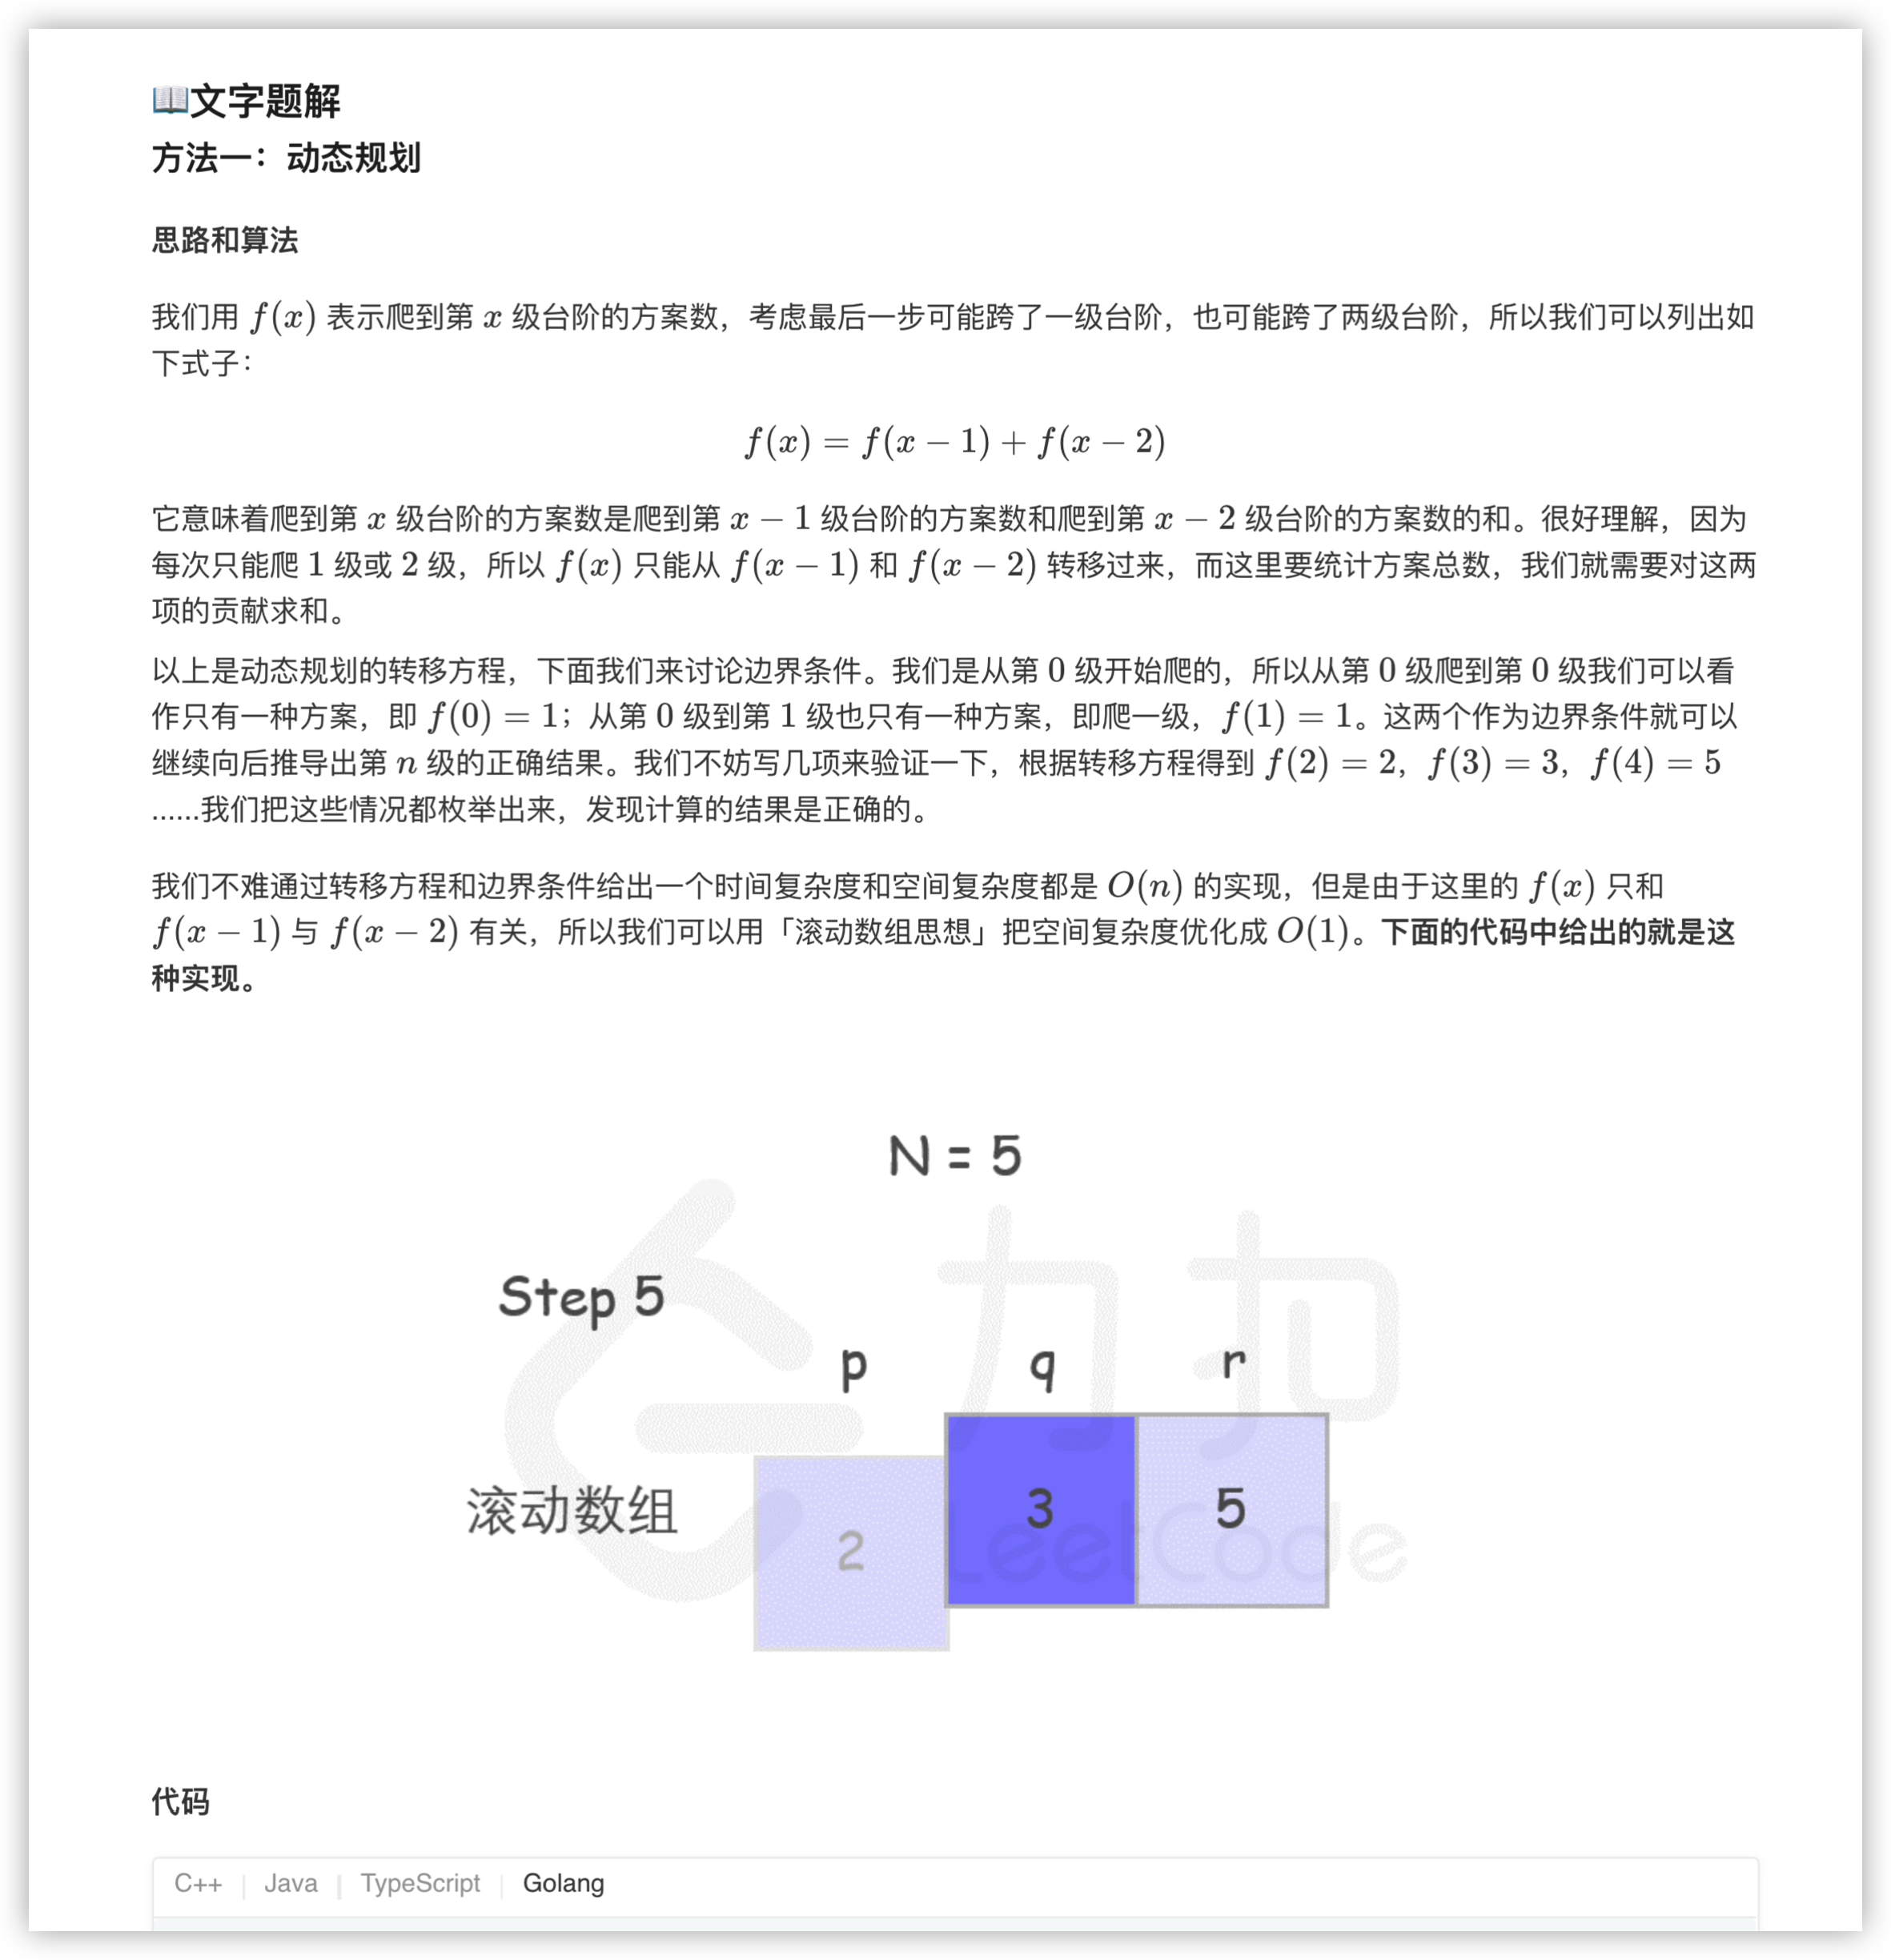 📖文字题解
方法一：动态规划
思路和算法
我们用 f(x) 表示爬到第 x 级台阶的方案数，考虑最后一步可能跨了一级台阶，也可能跨了两级台阶，所以我们可以列出如
下式子：
f(x) = f(x − 1) + f(x − 2)
它意味着爬到第 x 级台阶的方案数是爬到第 x − 1 级台阶的方案数和爬到第 x − 2 级台阶的方案数的和。很好理解，因为
每次只能爬 1 级或 2 级，所以 f(x) 只能从 f(x − 1) 和 f(x − 2) 转移过来，而这里要统计方案总数，我们就需要对这两
项的贡献求和。
以上是动态规划的转移方程，下面我们来讨论边界条件。我们是从第 0 级开始爬的，所以从第 0 级爬到第 0 级我们可以看
作只有一种方案，即 f(0) = 1；从第 0 级到第 1 级也只有一种方案，即爬一级，f(1) = 1。这两个作为边界条件就可以
继续向后推导出第 n 级的正确结果。我们不妨写几项来验证一下，根据转移方程得到 f(2) = 2，f(3) = 3，f(4) = 5
......我们把这些情况都枚举出来，发现计算的结果是正确的。
我们不难通过转移方程和边界条件给出一个时间复杂度和空间复杂度都是 O(n) 的实现，但是由于这里的 f(x) 只和
f(x − 1) 与 f(x − 2) 有关，所以我们可以用「滚动数组思想」把空间复杂度优化成 O(1)。下面的代码中给出的就是这
种实现。
N = 5
Step 5
p q r
滚动数组 2 3 5
力扣
LeetCode
代码
C++ | Java | TypeScript | Golang